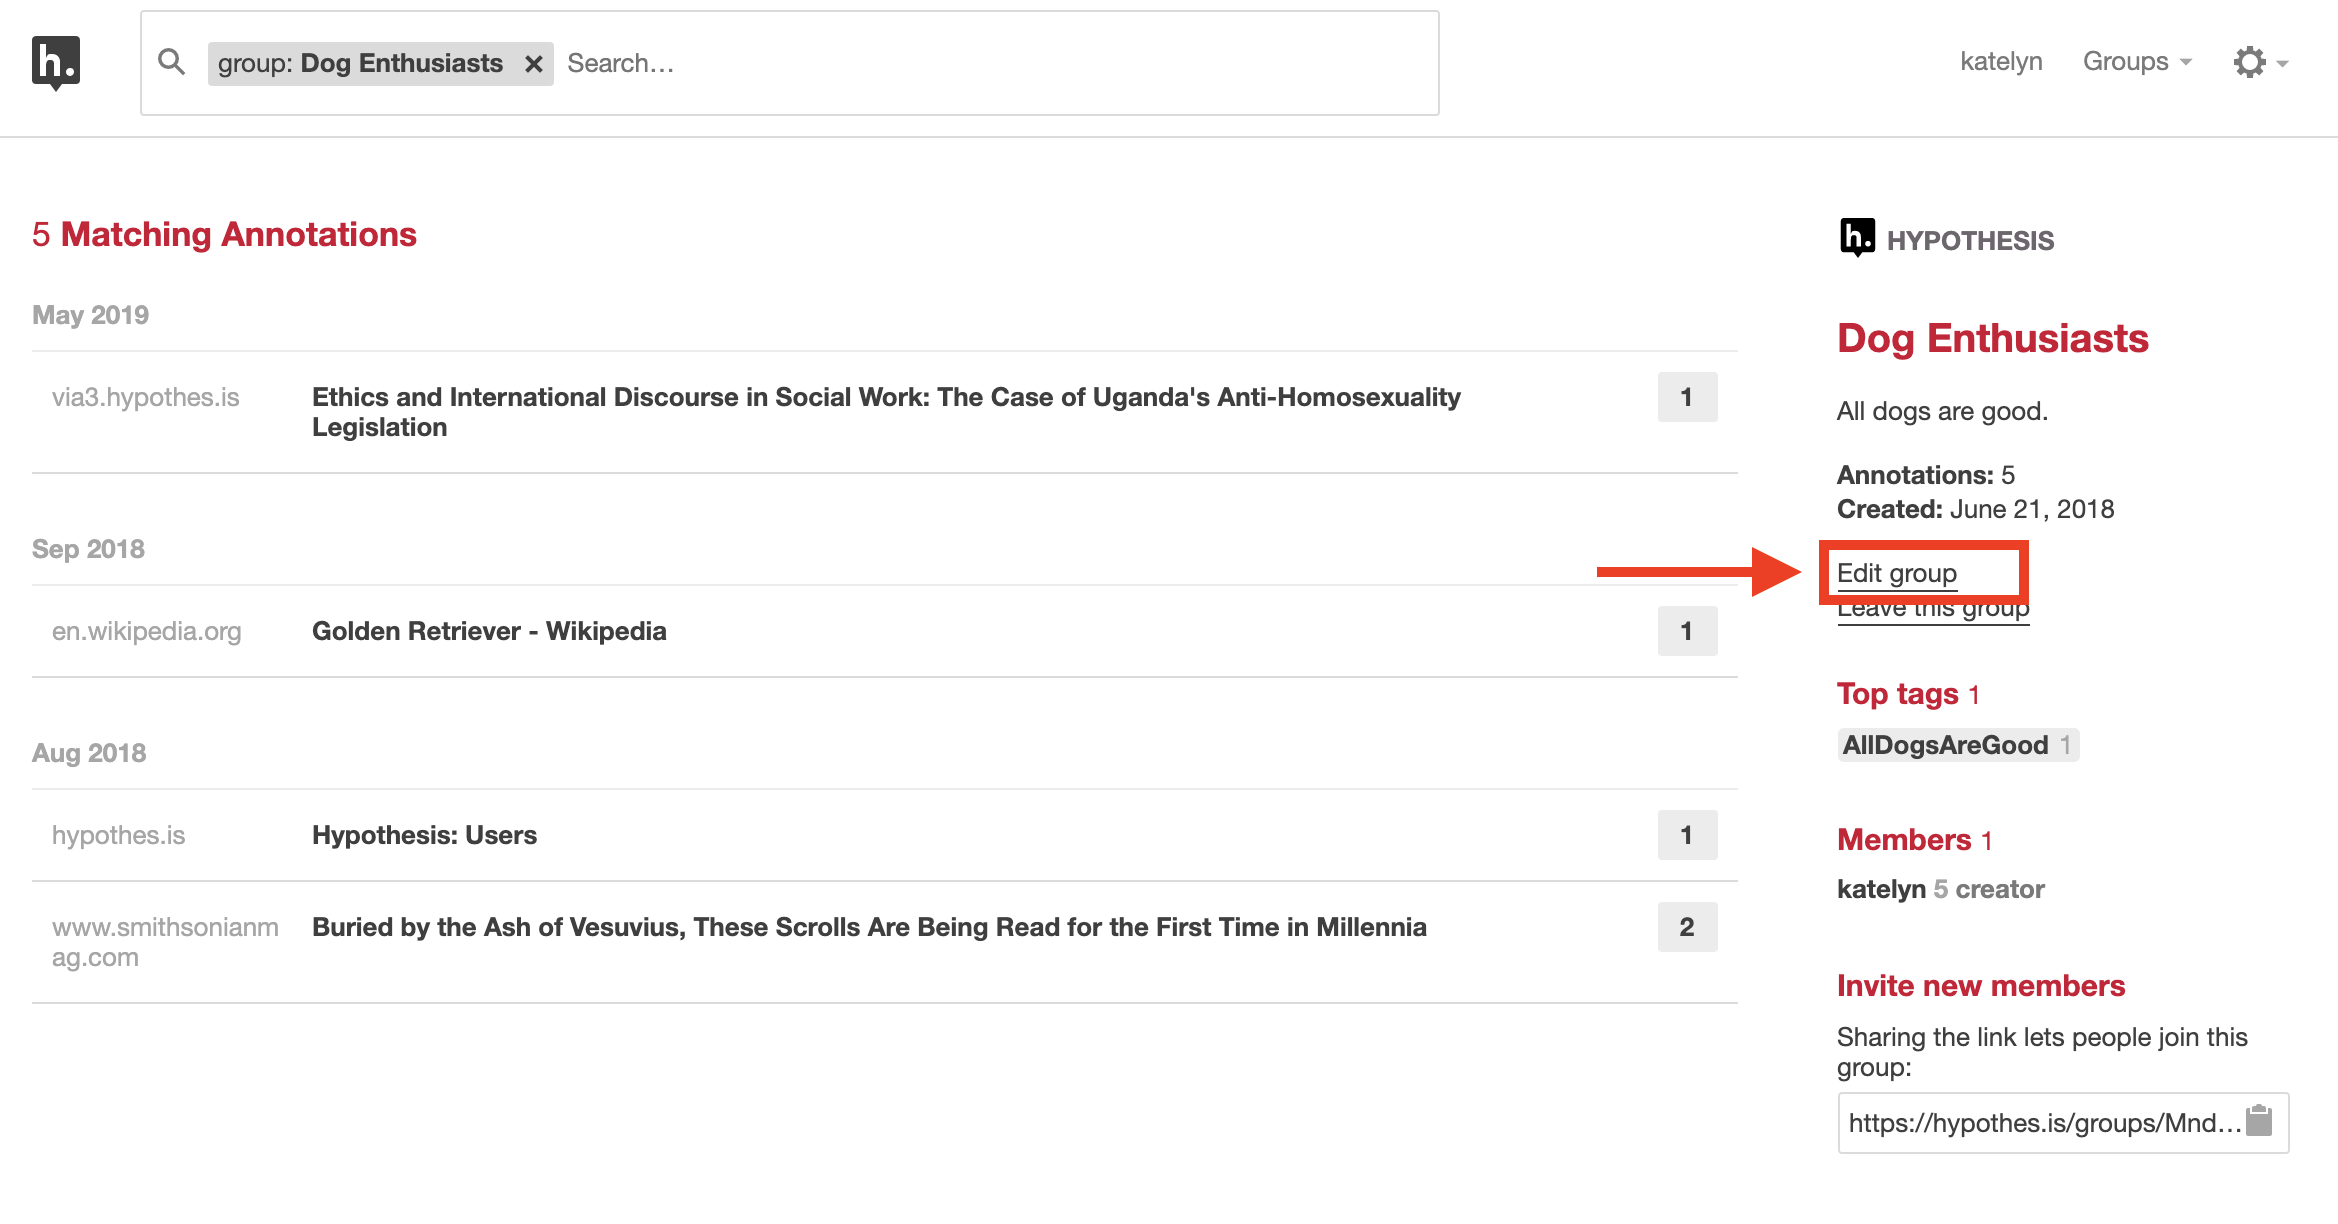 h.
group: Dog Enthusiasts × Search…
katelyn
Groups
5 Matching Annotations
May 2019
via3.hypothes.is
Ethics and International Discourse in Social Work: The Case of Uganda's Anti-Homosexuality
Legislation
1
Sep 2018
en.wikipedia.org
Golden Retriever - Wikipedia
1
Aug 2018
hypothes.is
Hypothesis: Users
1
www.smithsonianm
ag.com
Buried by the Ash of Vesuvius, These Scrolls Are Being Read for the First Time in Millennia
2
h. HYPOTHESIS
Dog Enthusiasts
All dogs are good.
Annotations: 5
Created: June 21, 2018
Edit group
Leave this group
Top tags 1
AllDogsAreGood 1
Members 1
katelyn 5 creator
Invite new members
Sharing the link lets people join this
group:
https://hypothes.is/groups/Mnd…